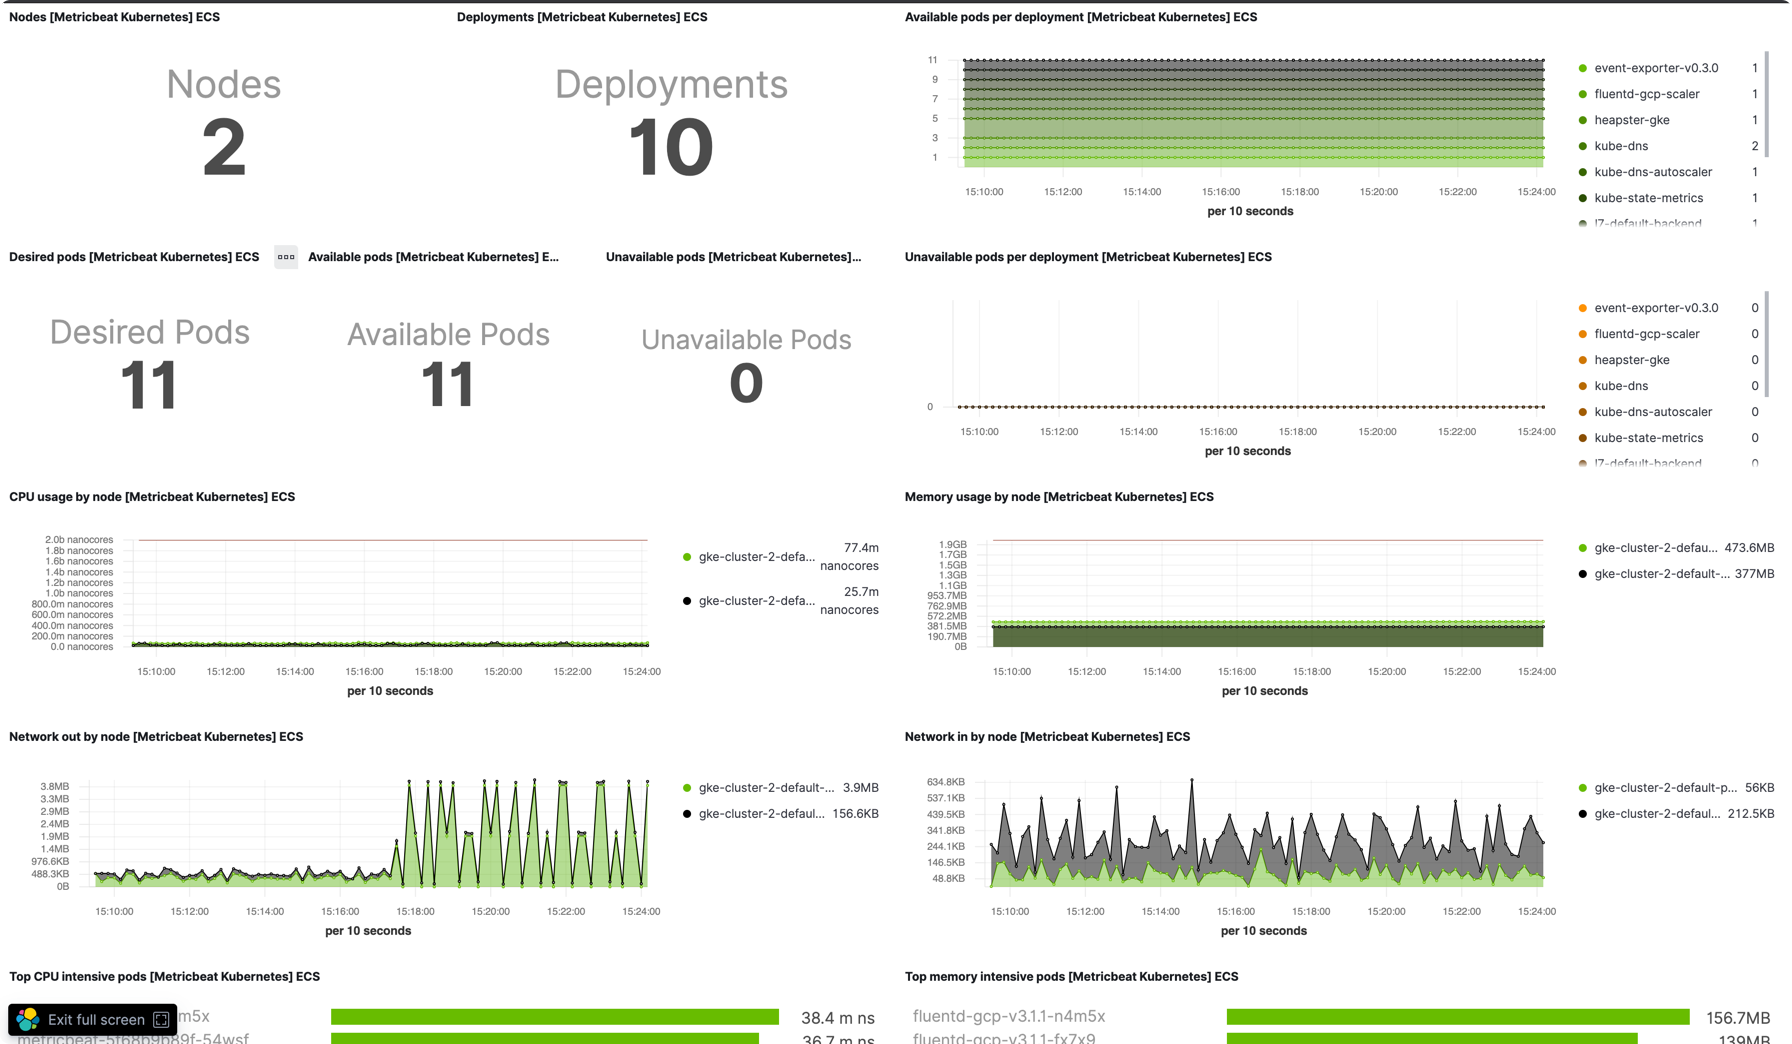 Nodes [Metricbeat Kubernetes] ECS
Nodes
2
Deployments [Metricbeat Kubernetes] ECS
Deployments
10
Available pods per deployment [Metricbeat Kubernetes] ECS
11
9
7
5
3
1
15:10:00 15:12:00 15:14:00 15:16:00 15:18:00 15:20:00 15:22:00 15:24:00
per 10 seconds
event-exporter-v0.3.0 1
fluentd-gcp-scaler 1
heapster-gke 1
kube-dns 2
kube-dns-autoscaler 1
kube-state-metrics 1
l7-default-backend 1
Desired pods [Metricbeat Kubernetes] ECS
Desired Pods
11
Available pods [Metricbeat Kubernetes] E...
Available Pods
11
Unavailable pods [Metricbeat Kubernetes]...
Unavailable Pods
0
Unavailable pods per deployment [Metricbeat Kubernetes] ECS
0
15:10:00 15:12:00 15:14:00 15:16:00 15:18:00 15:20:00 15:22:00 15:24:00
per 10 seconds
event-exporter-v0.3.0 0
fluentd-gcp-scaler 0
heapster-gke 0
kube-dns 0
kube-dns-autoscaler 0
kube-state-metrics 0
l7-default-backend 0
CPU usage by node [Metricbeat Kubernetes] ECS
2.0b nanocores
1.8b nanocores
1.6b nanocores
1.4b nanocores
1.2b nanocores
1.0b nanocores
800.0m nanocores
600.0m nanocores
400.0m nanocores
200.0m nanocores
0.0 nanocores
15:10:00 15:12:00 15:14:00 15:16:00 15:18:00 15:20:00 15:22:00 15:24:00
per 10 seconds
gke-cluster-2-defa... 77.4m nanocores
gke-cluster-2-defa... 25.7m nanocores
Memory usage by node [Metricbeat Kubernetes] ECS
1.9GB
1.7GB
1.5GB
1.3GB
1.1GB
953.7MB
762.9MB
572.2MB
381.5MB
190.7MB
0B
15:10:00 15:12:00 15:14:00 15:16:00 15:18:00 15:20:00 15:22:00 15:24:00
per 10 seconds
gke-cluster-2-defau... 473.6MB
gke-cluster-2-default-... 377MB
Network out by node [Metricbeat Kubernetes] ECS
3.8MB
3.3MB
2.9MB
2.4MB
1.9MB
1.4MB
976.6KB
488.3KB
0B
15:10:00 15:12:00 15:14:00 15:16:00 15:18:00 15:20:00 15:22:00 15:24:00
per 10 seconds
gke-cluster-2-default-... 3.9MB
gke-cluster-2-defaul... 156.6KB
Network in by node [Metricbeat Kubernetes] ECS
634.8KB
537.1KB
439.5KB
341.8KB
244.1KB
146.5KB
48.8KB
15:10:00 15:12:00 15:14:00 15:16:00 15:18:00 15:20:00 15:22:00 15:24:00
per 10 seconds
gke-cluster-2-default-p... 56KB
gke-cluster-2-defaul... 212.5KB
Top CPU intensive pods [Metricbeat Kubernetes] ECS
Exit full screen
m5x 38.4 m ns
metricbeat-5f68b9b89f-54wsf 36.7 m ns
Top memory intensive pods [Metricbeat Kubernetes] ECS
fluentd-gcp-v3.1.1-n4m5x 156.7MB
fluentd-gcp-v3.1.1-fx7x9 139MB